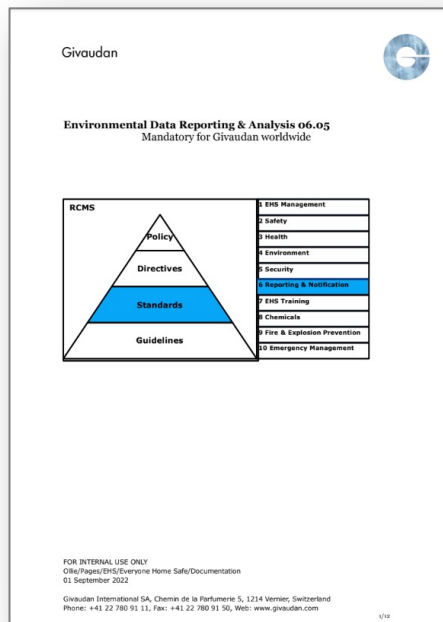 Givaudan
Environmental Data Reporting & Analysis 06.05
Mandatory for Givaudan worldwide
RCMS
Policy
Directives
Standards
Guidelines
1 EHS Management
2 Safety
3 Health
4 Environment
5 Security
6 Reporting & Notification
7 EHS Training
8 Chemicals
9 Fire & Explosion Prevention
10 Emergency Management
FOR INTERNAL USE ONLY
Ollie/Pages/EHS/Everyone Home Safe/Documentation
01 September 2022
Givaudan International SA, Chemin de la Parfumerie 5, 1214 Vernier, Switzerland
Phone: +41 22 780 91 11, Fax: +41 22 780 91 50, Web: www.givaudan.com
1/12